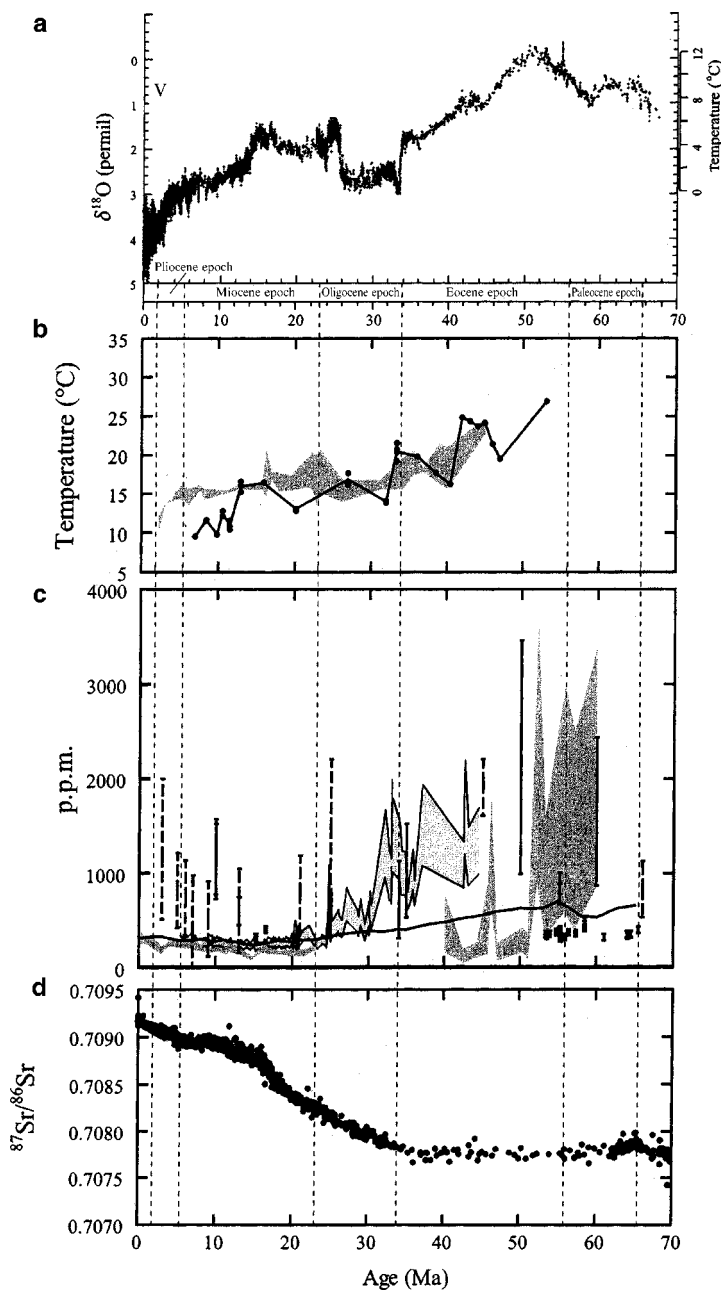 a
0
1
2
3
4
5
δ18O (permil)
V
12
8
4
0
Temperature (°C)
Pliocene epoch
Miocene epoch
Oligocene epoch
Eocene epoch
Paleocene epoch
0 10 20 30 40 50 60 70
b
35
30
25
20
15
10
5
Temperature (°C)
c
4000
3000
2000
1000
0
p.p.m.
d
0.7095
0.7090
0.7085
0.7080
0.7075
0.7070
87Sr/86Sr
0 10 20 30 40 50 60 70
Age (Ma)